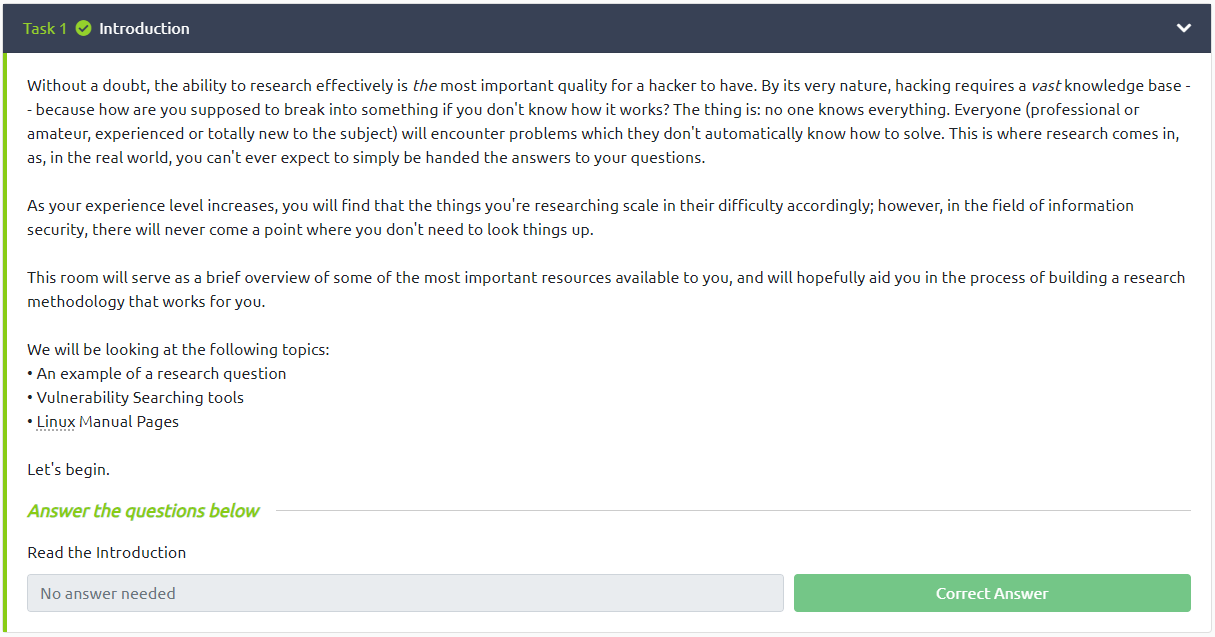 Task 1 Introduction
Without a doubt, the ability to research effectively is the most important quality for a hacker to have. By its very nature, hacking requires a vast knowledge base -
- because how are you supposed to break into something if you don't know how it works? The thing is: no one knows everything. Everyone (professional or
amateur, experienced or totally new to the subject) will encounter problems which they don't automatically know how to solve. This is where research comes in,
as, in the real world, you can't ever expect to simply be handed the answers to your questions.
As your experience level increases, you will find that the things you're researching scale in their difficulty accordingly; however, in the field of information
security, there will never come a point where you don't need to look things up.
This room will serve as a brief overview of some of the most important resources available to you, and will hopefully aid you in the process of building a research
methodology that works for you.
We will be looking at the following topics:
• An example of a research question
• Vulnerability Searching tools
• Linux Manual Pages
Let's begin.
Answer the questions below
Read the Introduction
No answer needed
Correct Answer